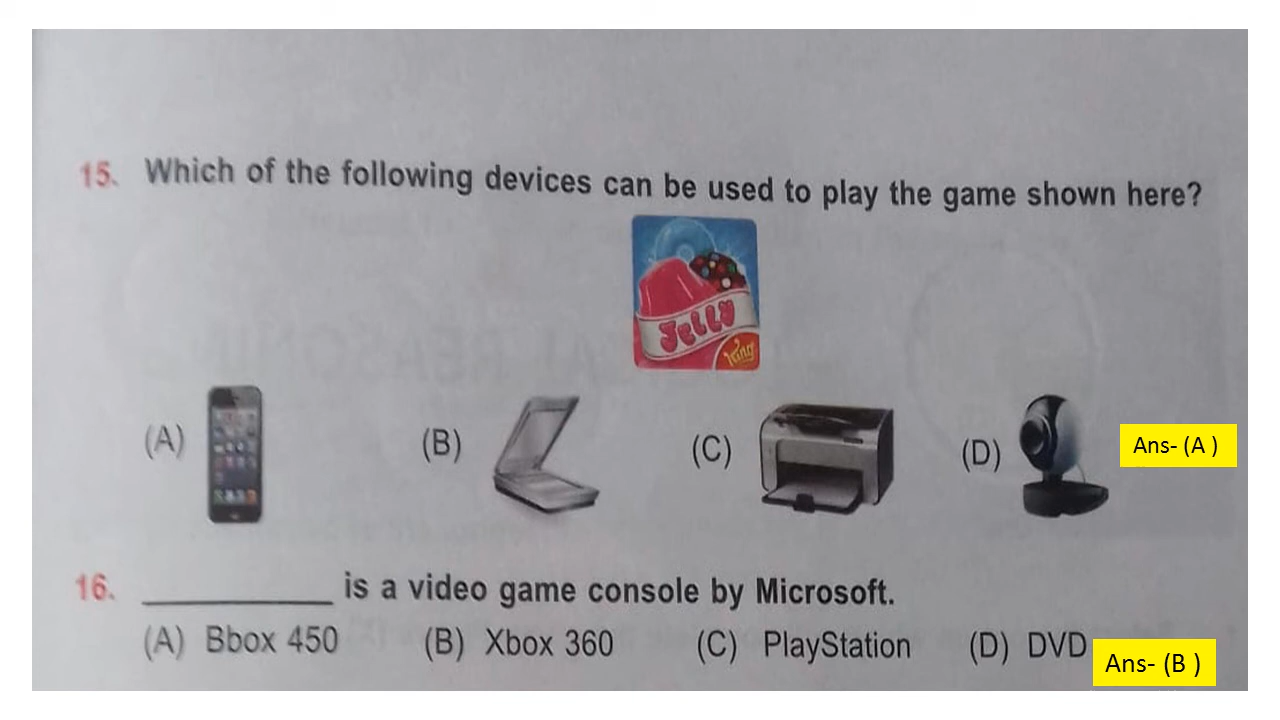 15. Which of the following devices can be used to play the game shown here?
JELLY
King
(A) (B) (C) (D) Ans- (A )
16. __________ is a video game console by Microsoft.
(A) Bbox 450 (B) Xbox 360 (C) PlayStation (D) DVD Ans- (B )